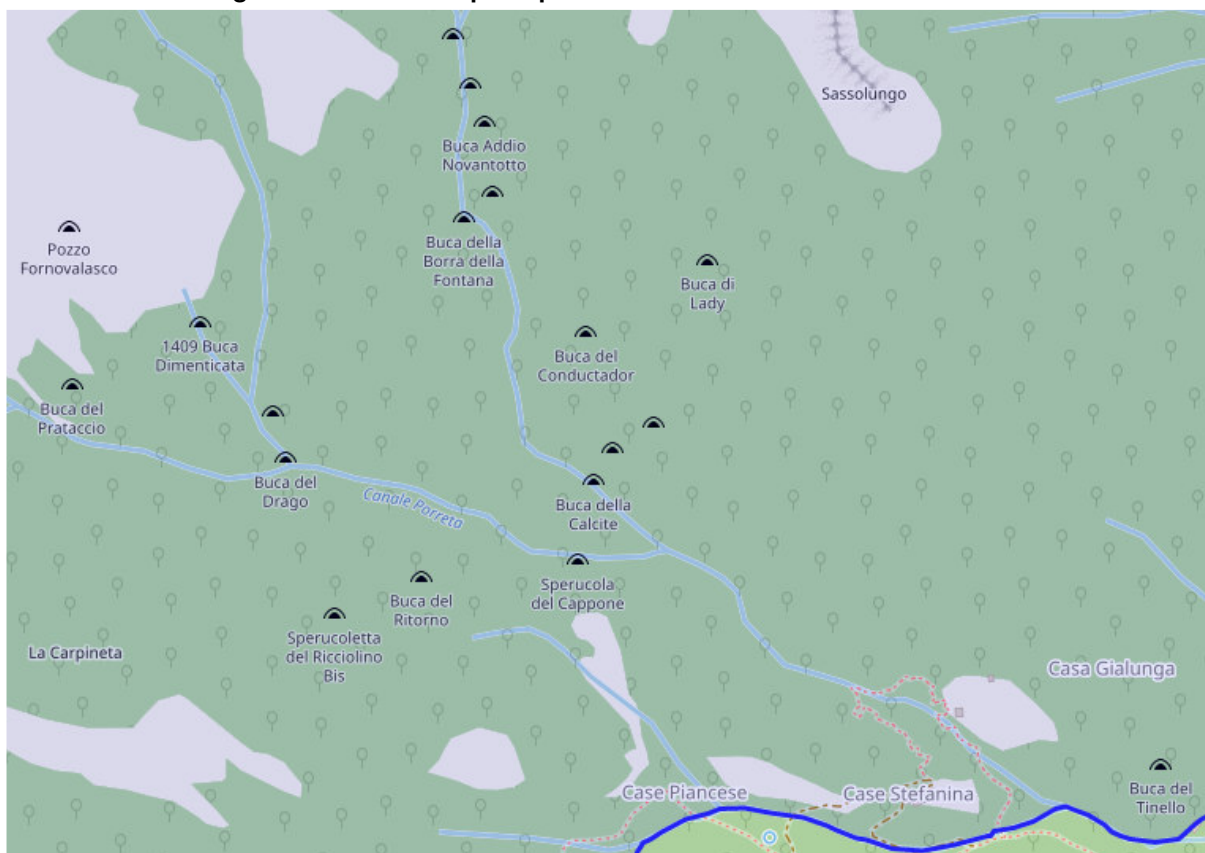 Sassolungo
Buca Addio
Novantotto
Pozzo
Fornovalasco
Buca della
Borra della
Fontana
Buca di
Lady
1409 Buca
Dimenticata
Buca del
Conductador
Buca del
Prataccio
Buca del
Drago
Canale Porreta
Buca della
Calcite
Sperucola
del Cappone
Buca del
Ritorno
Sperucoletta
del Ricciolino
Bis
La Carpineta
Casa Gialunga
Case Piancese
Case Stefanina
Buca del
Tinello